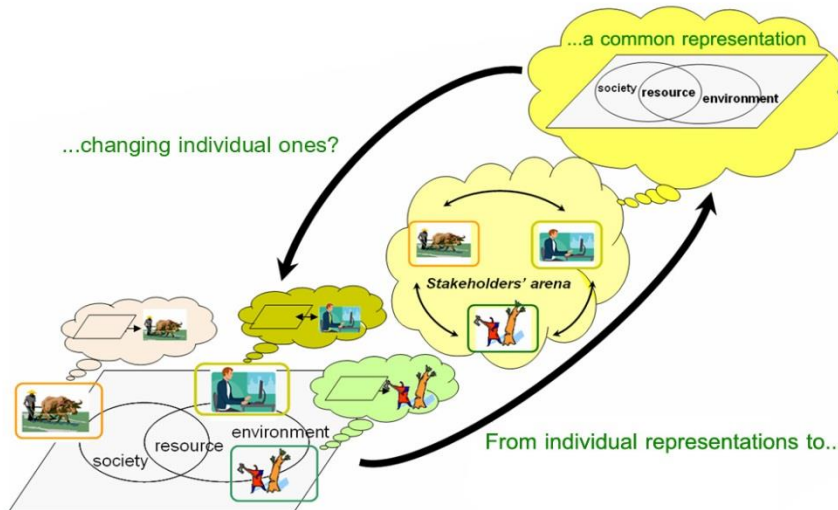 ...a common representation
society
resource
environment
...changing individual ones?
Stakeholders' arena
environment
resource
society
From individual representations to...